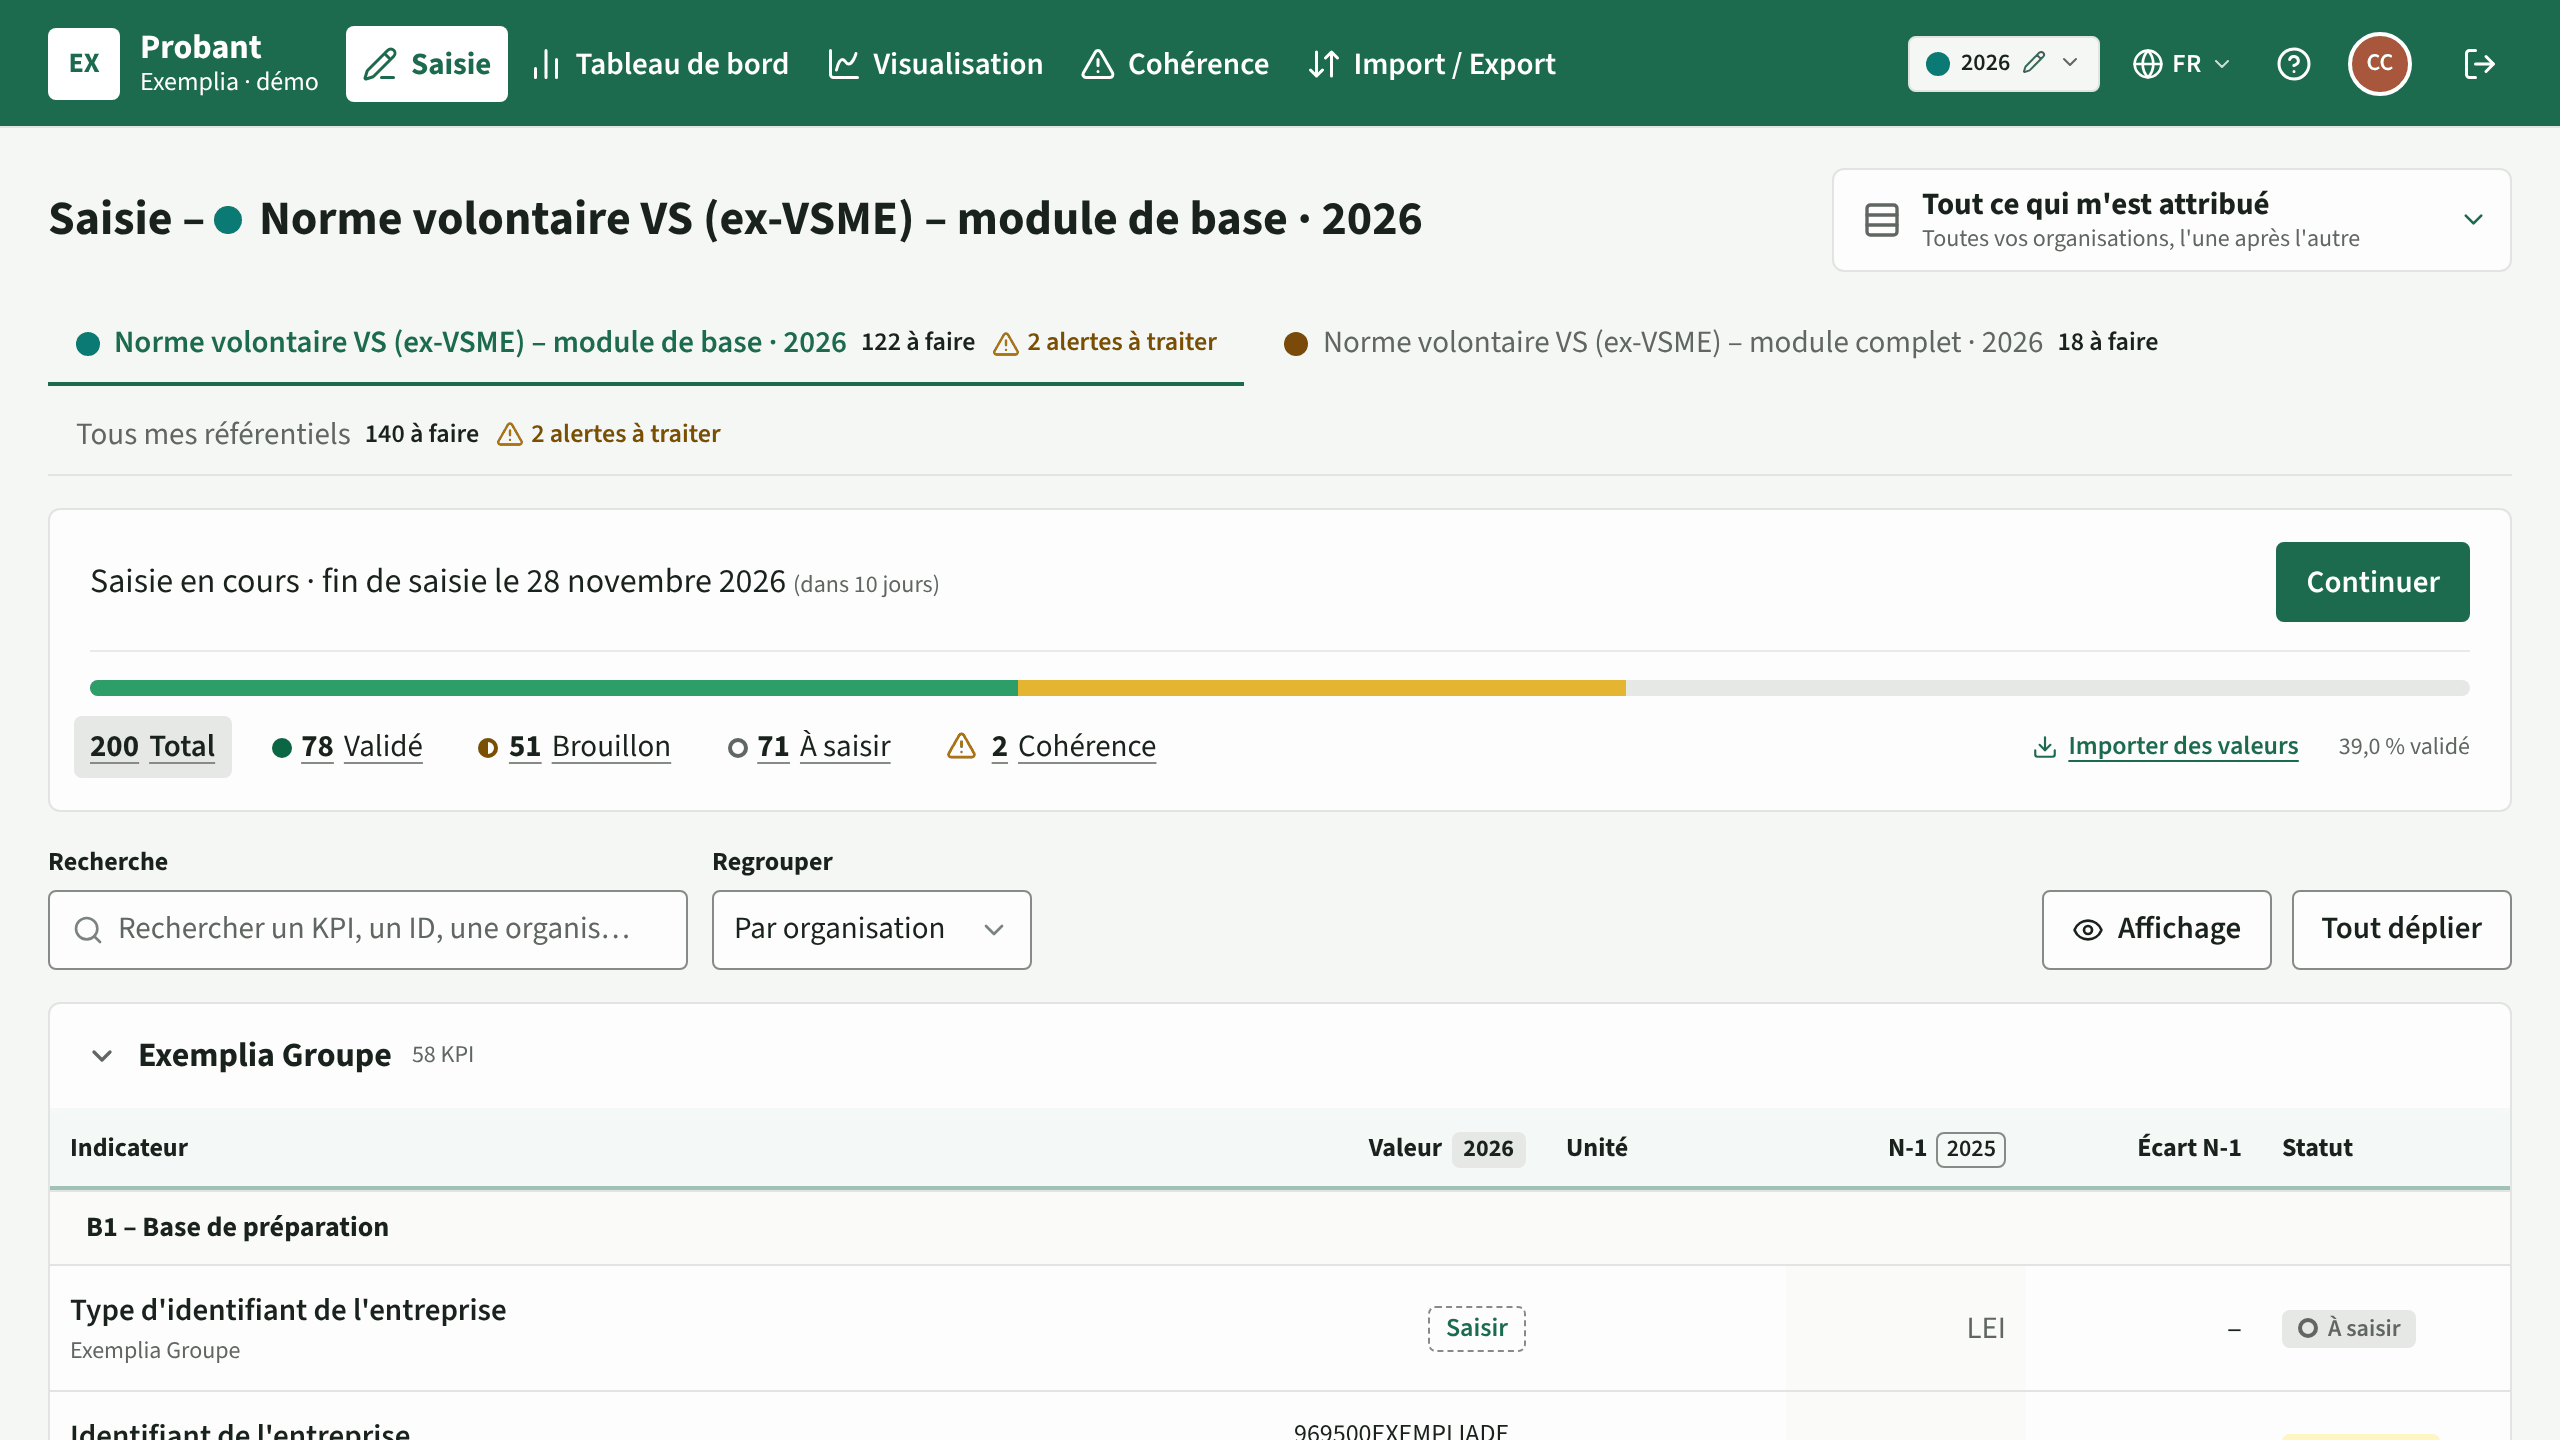 EX
Probant
Exemplia · démo
Saisie
Tableau de bord
Visualisation
Cohérence
Import / Export
2026
FR
CC
Saisie – Norme volontaire VS (ex-VSME) – module de base · 2026
Tout ce qui m'est attribué
Toutes vos organisations, l'une après l'autre
Norme volontaire VS (ex-VSME) – module de base · 2026 122 à faire 2 alertes à traiter
Norme volontaire VS (ex-VSME) – module complet · 2026 18 à faire
Tous mes référentiels 140 à faire 2 alertes à traiter
Saisie en cours · fin de saisie le 28 novembre 2026 (dans 10 jours)
Continuer
200 Total
78 Validé
51 Brouillon
71 À saisir
2 Cohérence
Importer des valeurs
39,0 % validé
Recherche
Regrouper
Rechercher un KPI, un ID, une organis…
Par organisation
Affichage
Tout déplier
Exemplia Groupe 58 KPI
Indicateur Valeur 2026 Unité N-1 2025 Écart N-1 Statut
B1 – Base de préparation
Type d'identifiant de l'entreprise
Exemplia Groupe
Saisir
LEI
–
À saisir
Identifiant de l'entreprise
969500EXEMPLIADE